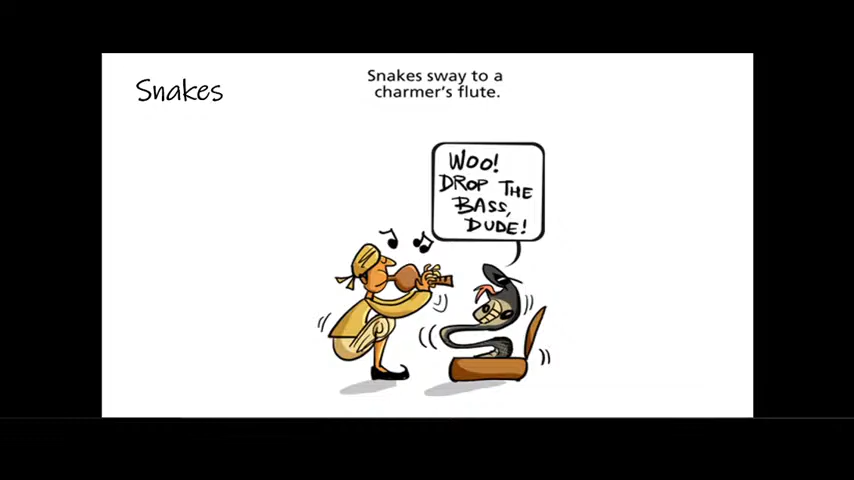 Snakes
Snakes sway to a
charmer's flute.
WOO!
DROP THE
BASS,
DUDE!